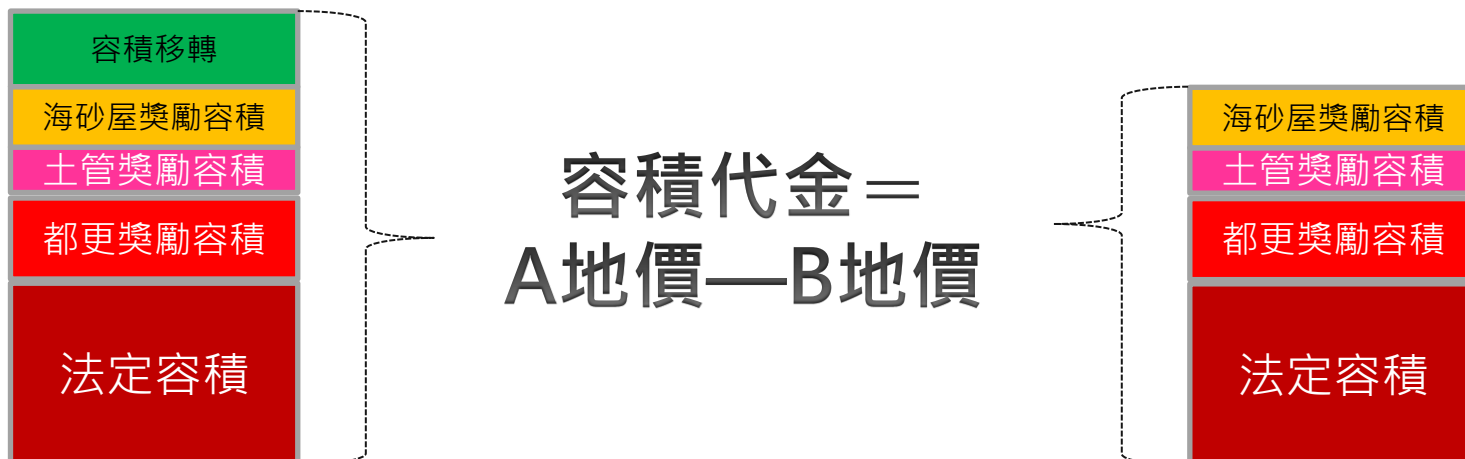 容積移轉
海砂屋獎勵容積
土管獎勵容積
都更獎勵容積
法定容積
容積代金＝
A地價—B地價
海砂屋獎勵容積
土管獎勵容積
都更獎勵容積
法定容積